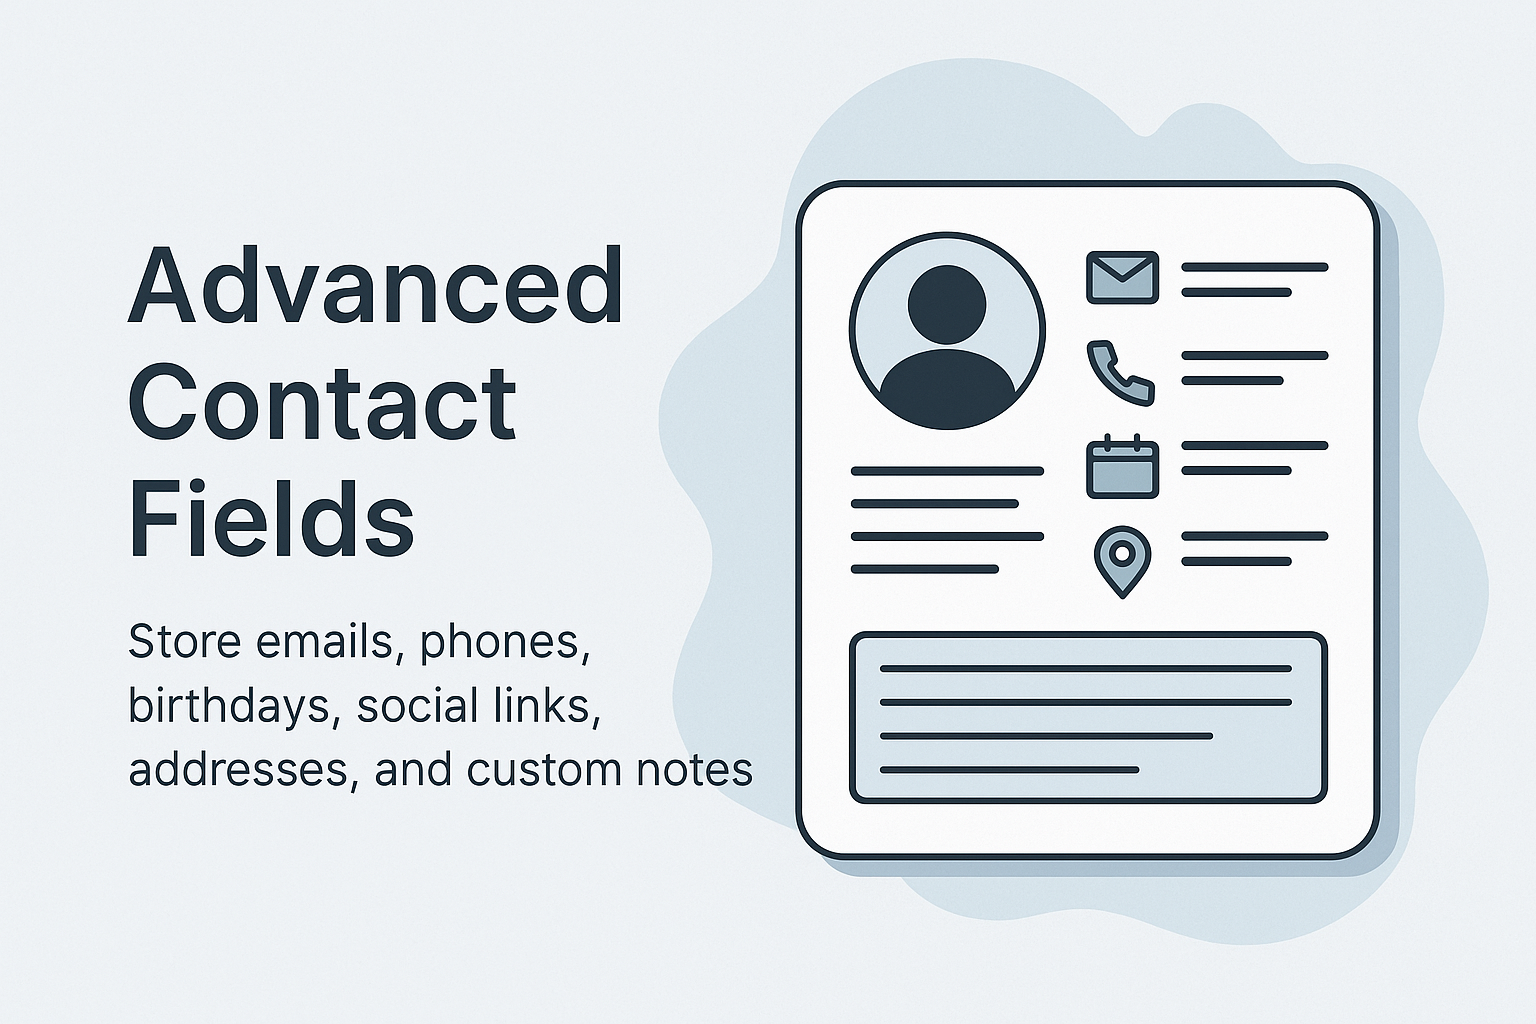 Advanced
Contact
Fields
Store emails, phones,
birthdays, social links,
addresses, and custom notes